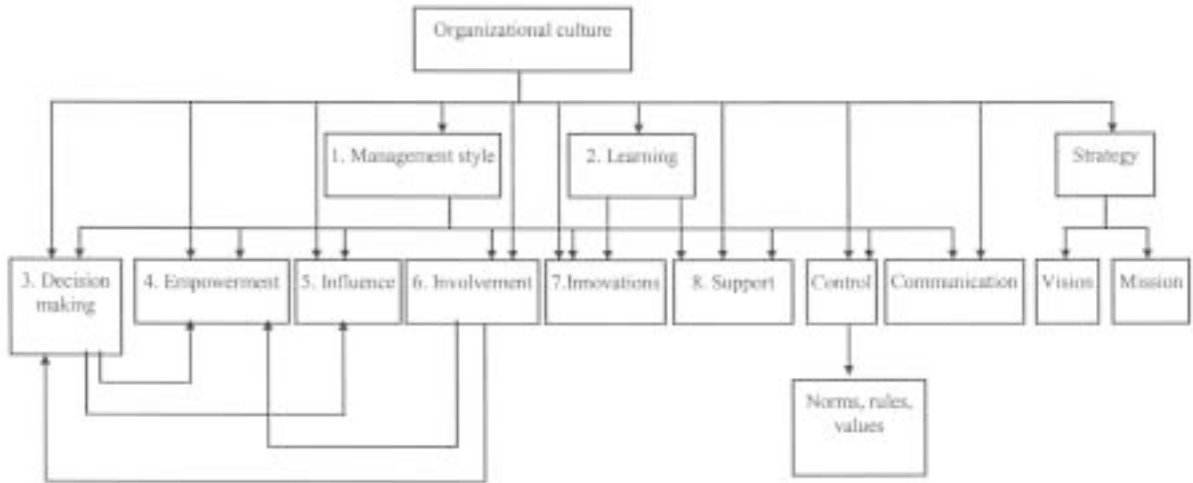 Organizational culture
1. Management style
2. Learning
Strategy
3. Decision
making
4. Empowerment
5. Influence
6. Involvement
7.Innovations
8. Support
Control
Communication
Vision
Mission
Norms, rules,
values